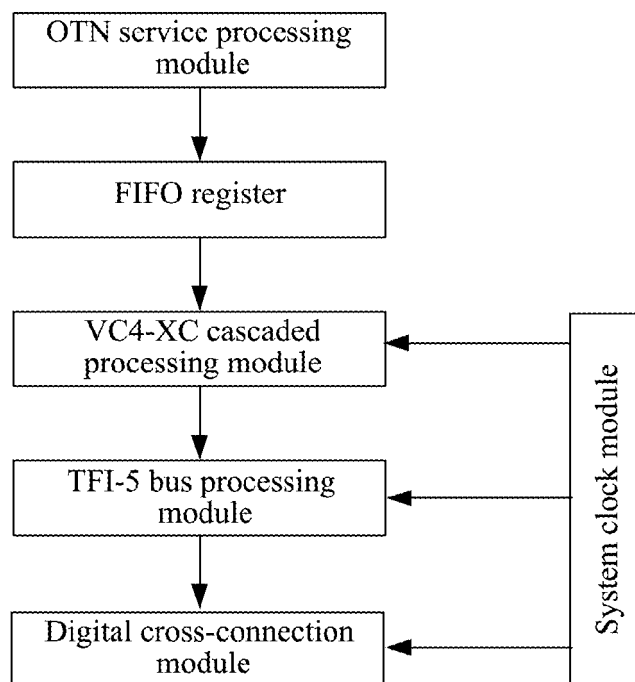 OTN service processing
module
FIFO register
VC4-XC cascaded
processing module
TFI-5 bus processing
module
Digital cross-connection
module
System clock module